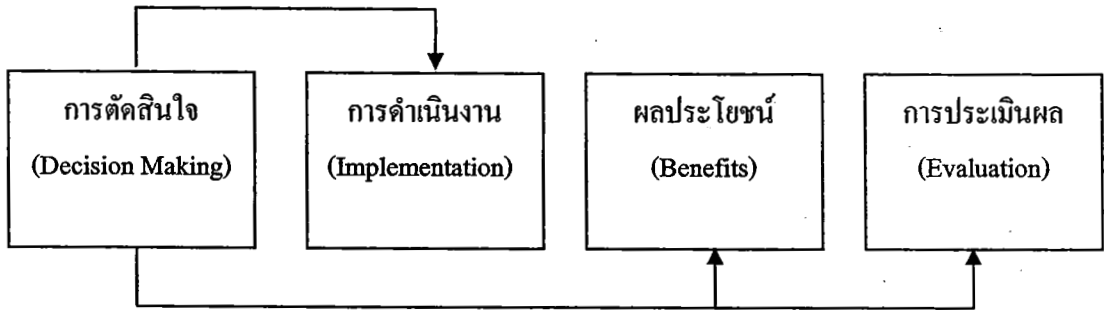 การตัดสินใจ
(Decision Making)
การดำเนินงาน
(Implementation)
ผลประโยชน์
(Benefits)
การประเมินผล
(Evaluation)